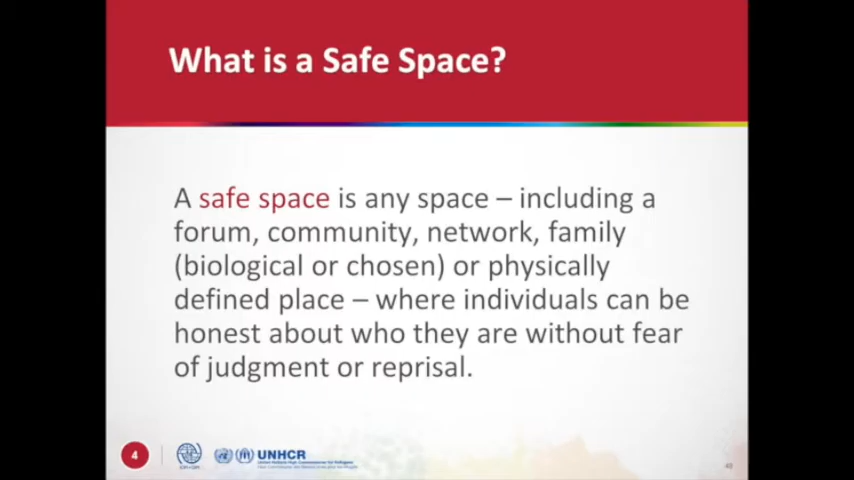 What is a Safe Space?
A safe space is any space – including a
forum, community, network, family
(biological or chosen) or physically
defined place – where individuals can be
honest about who they are without fear
of judgment or reprisal.
4
UNHCR